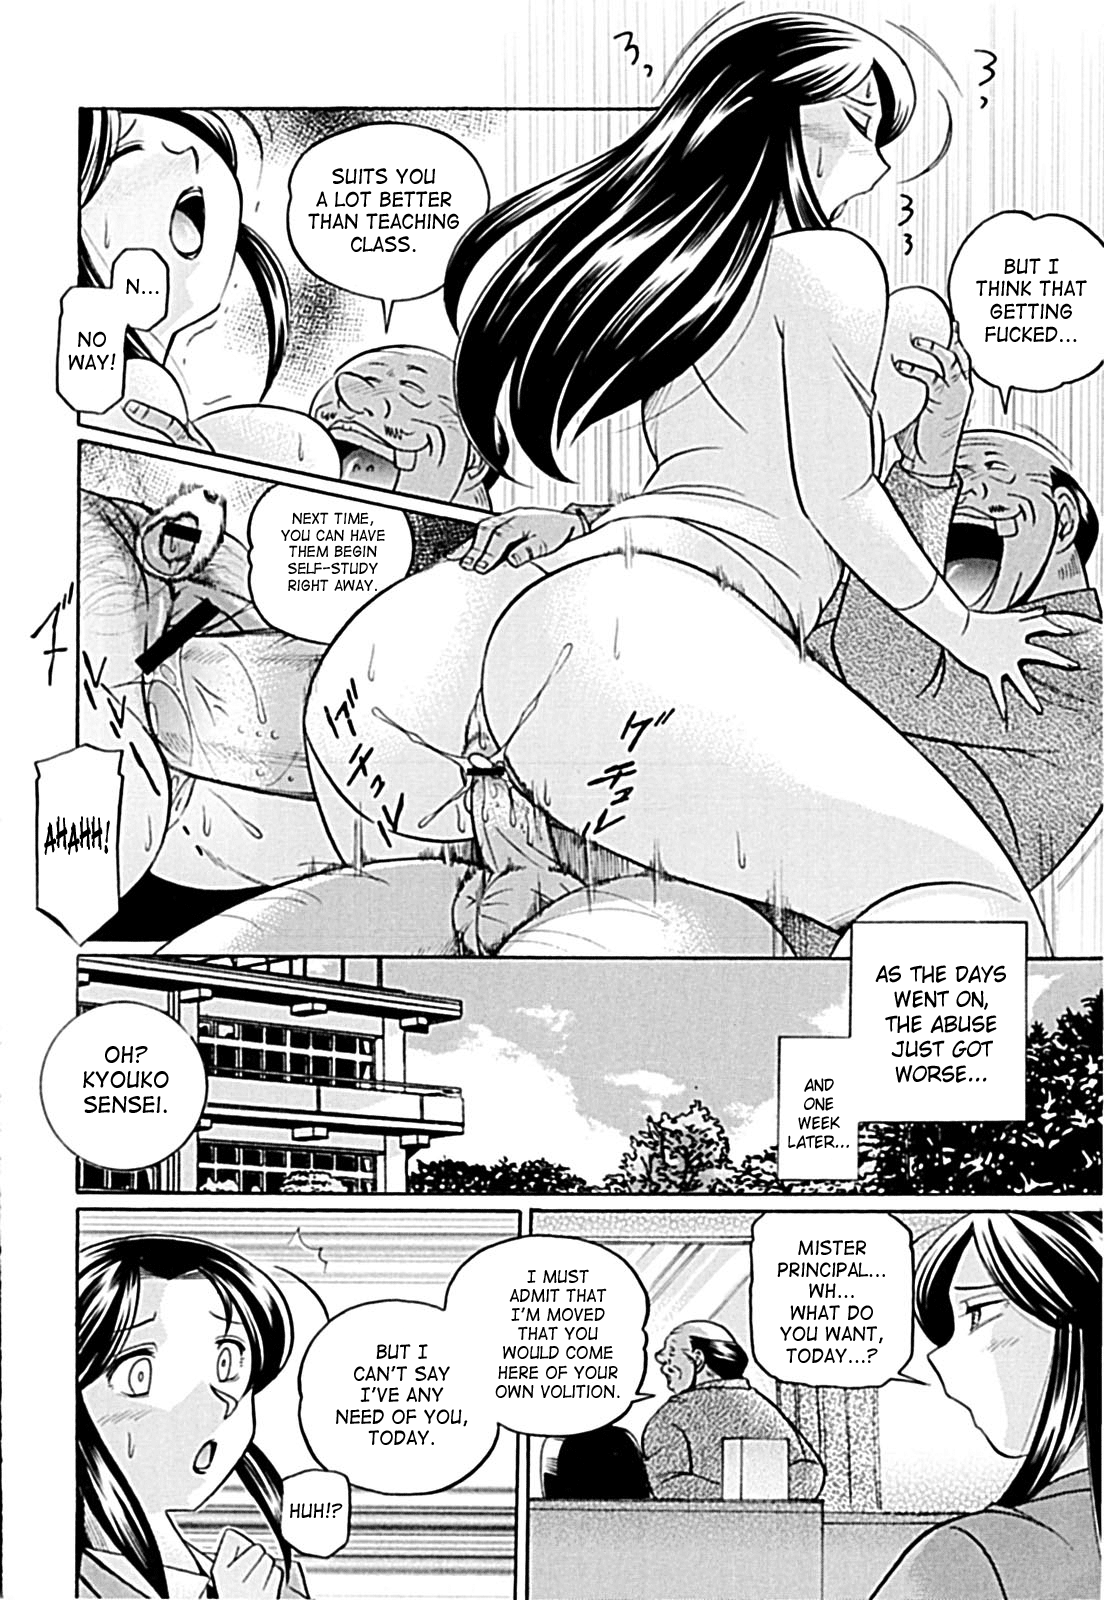 BUT I
THINK THAT
GETTING
FUCKED...
SUITS YOU
A LOT BETTER
THAN TEACHING
CLASS.
N...
NO
WAY!
NEXT TIME,
YOU CAN HAVE
THEM BEGIN
SELF--STUDY
RIGHT AWAY.
AHAHH!
AS THE DAYS
WENT ON,
THE ABUSE
JUST GOT
WORSE...
AND
ONE
WEEK
LATER...
OH?
KYOUKO
SENSEI.
MISTER
PRINCIPAL...
WH...
WHAT DO
YOU WANT,
TODAY...?
I MUST
ADMIT THAT
I'M MOVED
THAT YOU
WOULD COME
HERE OF YOUR
OWN VOLITION.
BUT I
CAN'T SAY
I'VE ANY
NEED OF YOU,
TODAY.
HUH!?